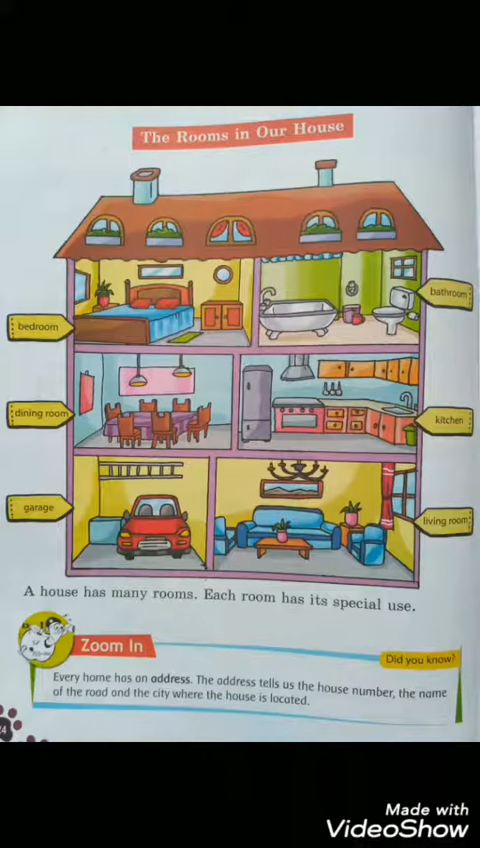 The Rooms in Our House
bathroom
bedroom
dining room
kitchen
garage
living room
A house has many rooms. Each room has its special use.
Zoom In
Did you know?
Every home has an address. The address tells us the house number, the name
of the road and the city where the house is located.
Made with
VideoShow